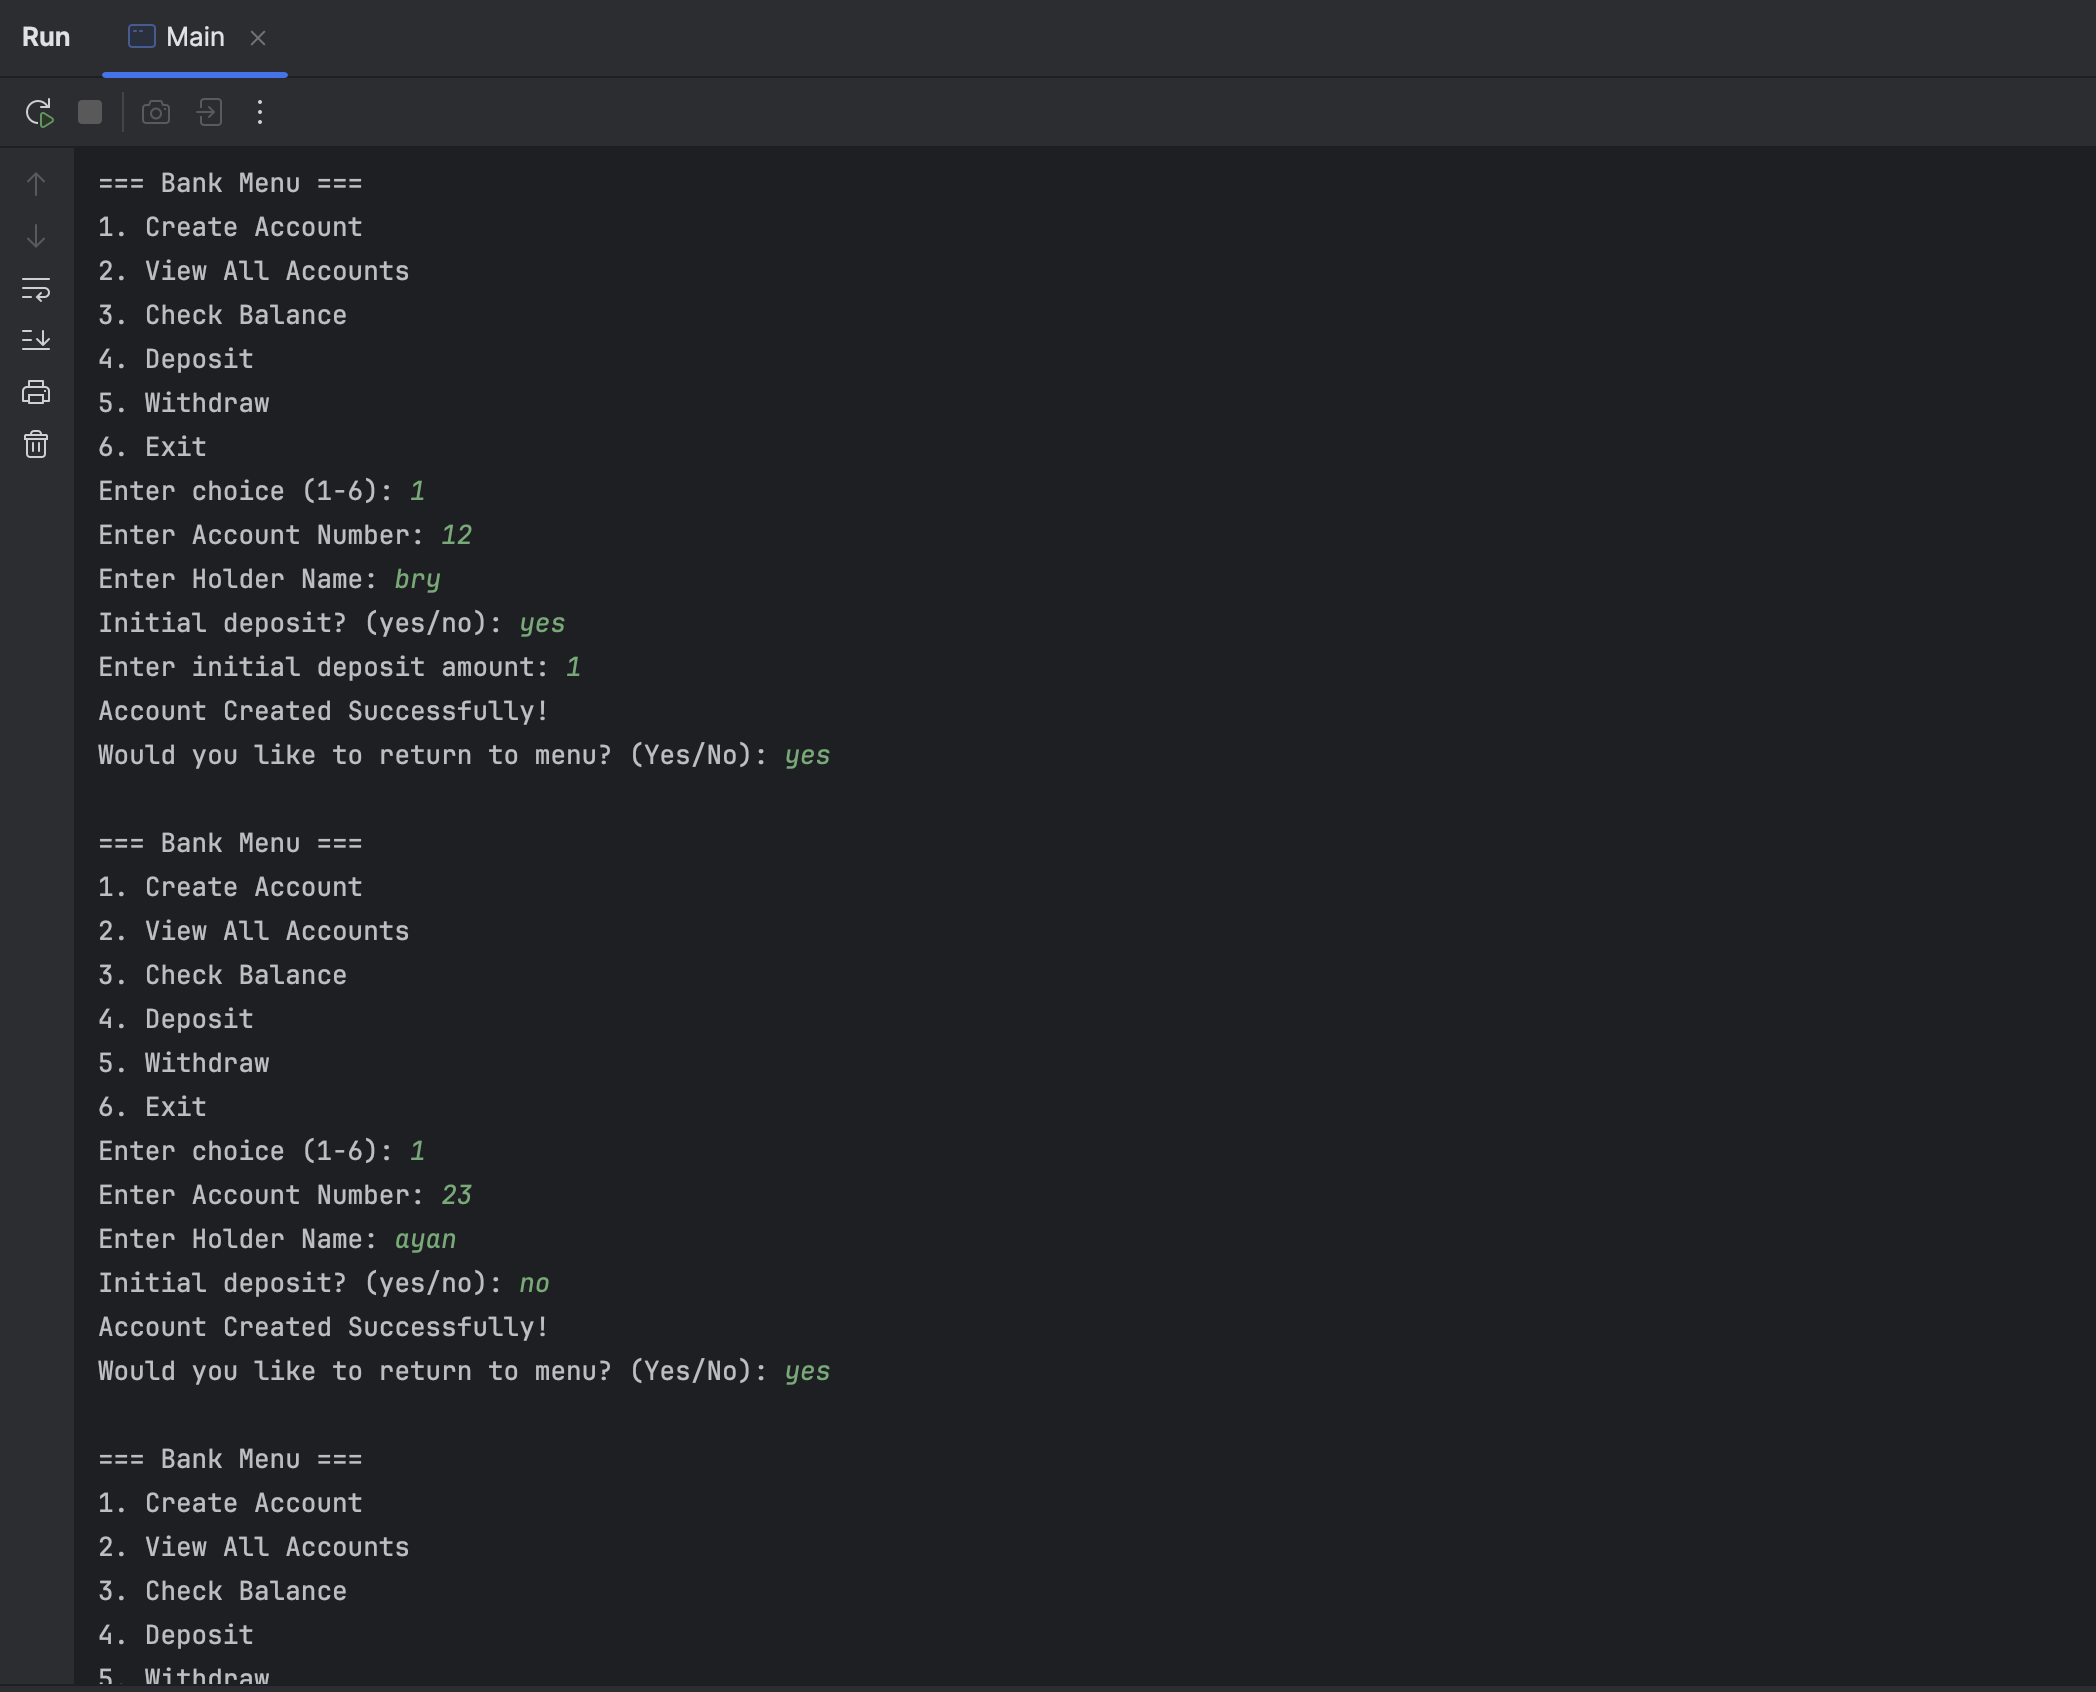 Run Main
=== Bank Menu ===
1. Create Account
2. View All Accounts
3. Check Balance
4. Deposit
5. Withdraw
6. Exit
Enter choice (1-6): 1
Enter Account Number: 12
Enter Holder Name: bry
Initial deposit? (yes/no): yes
Enter initial deposit amount: 1
Account Created Successfully!
Would you like to return to menu? (Yes/No): yes
=== Bank Menu ===
1. Create Account
2. View All Accounts
3. Check Balance
4. Deposit
5. Withdraw
6. Exit
Enter choice (1-6): 1
Enter Account Number: 23
Enter Holder Name: ayan
Initial deposit? (yes/no): no
Account Created Successfully!
Would you like to return to menu? (Yes/No): yes
=== Bank Menu ===
1. Create Account
2. View All Accounts
3. Check Balance
4. Deposit
5. Withdraw